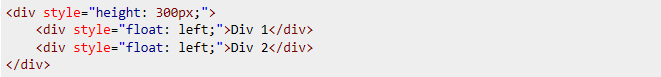 <div style="height: 300px;">
    <div style="float: left;">Div 1</div>
    <div style="float: left;">Div 2</div>
</div>